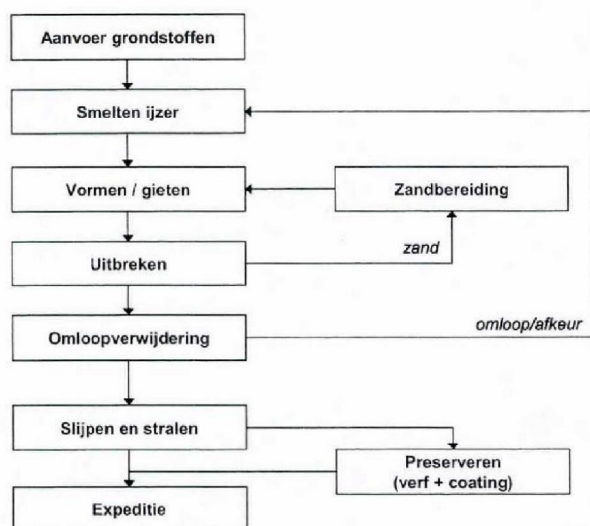 Aanvoer grondstoffen
Smelten ijzer
Vormen / gieten
Zandbereiding
Uitbreken
zand
Omloopverwijdering
omloop/afkeur
Slijpen en stralen
Preserveren
(verf + coating)
Expeditie